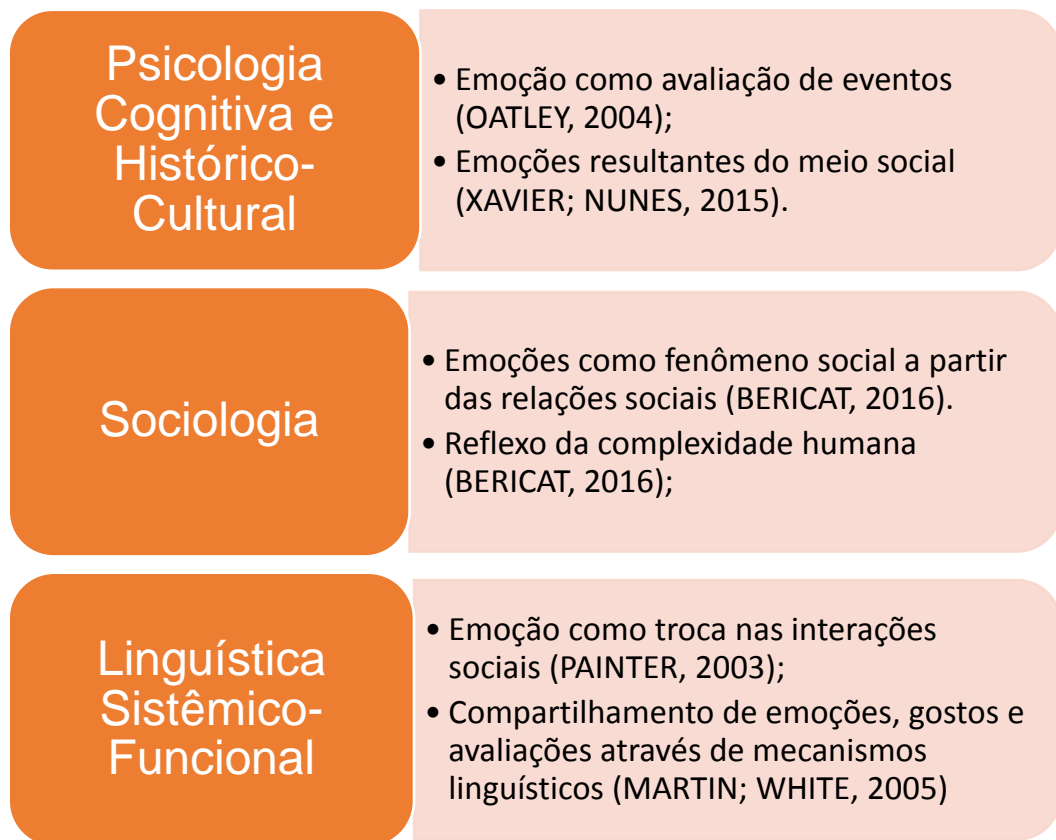 Psicologia
Cognitiva e
Histórico-
Cultural
• Emoção como avaliação de eventos
(OATLEY, 2004);
• Emoções resultantes do meio social
(XAVIER; NUNES, 2015).
Sociologia
• Emoções como fenômeno social a partir
das relações sociais (BERICAT, 2016).
• Reflexo da complexidade humana
(BERICAT, 2016);
Linguística
Sistêmico-
Funcional
• Emoção como troca nas interações
sociais (PAINTER, 2003);
• Compartilhamento de emoções, gostos e
avaliações através de mecanismos
linguísticos (MARTIN; WHITE, 2005)